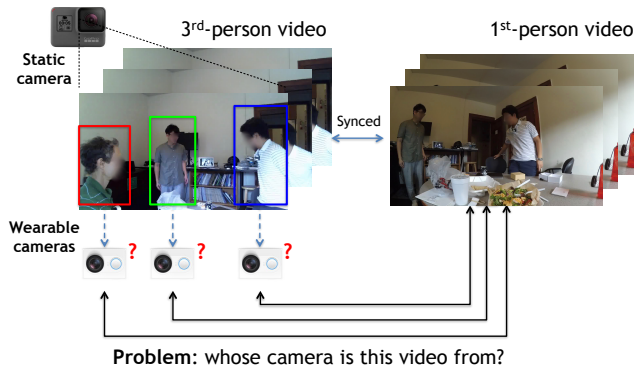 3rd-person video
1st-person video
Static
camera
Synced
Wearable
cameras
? ? ?
Problem: whose camera is this video from?